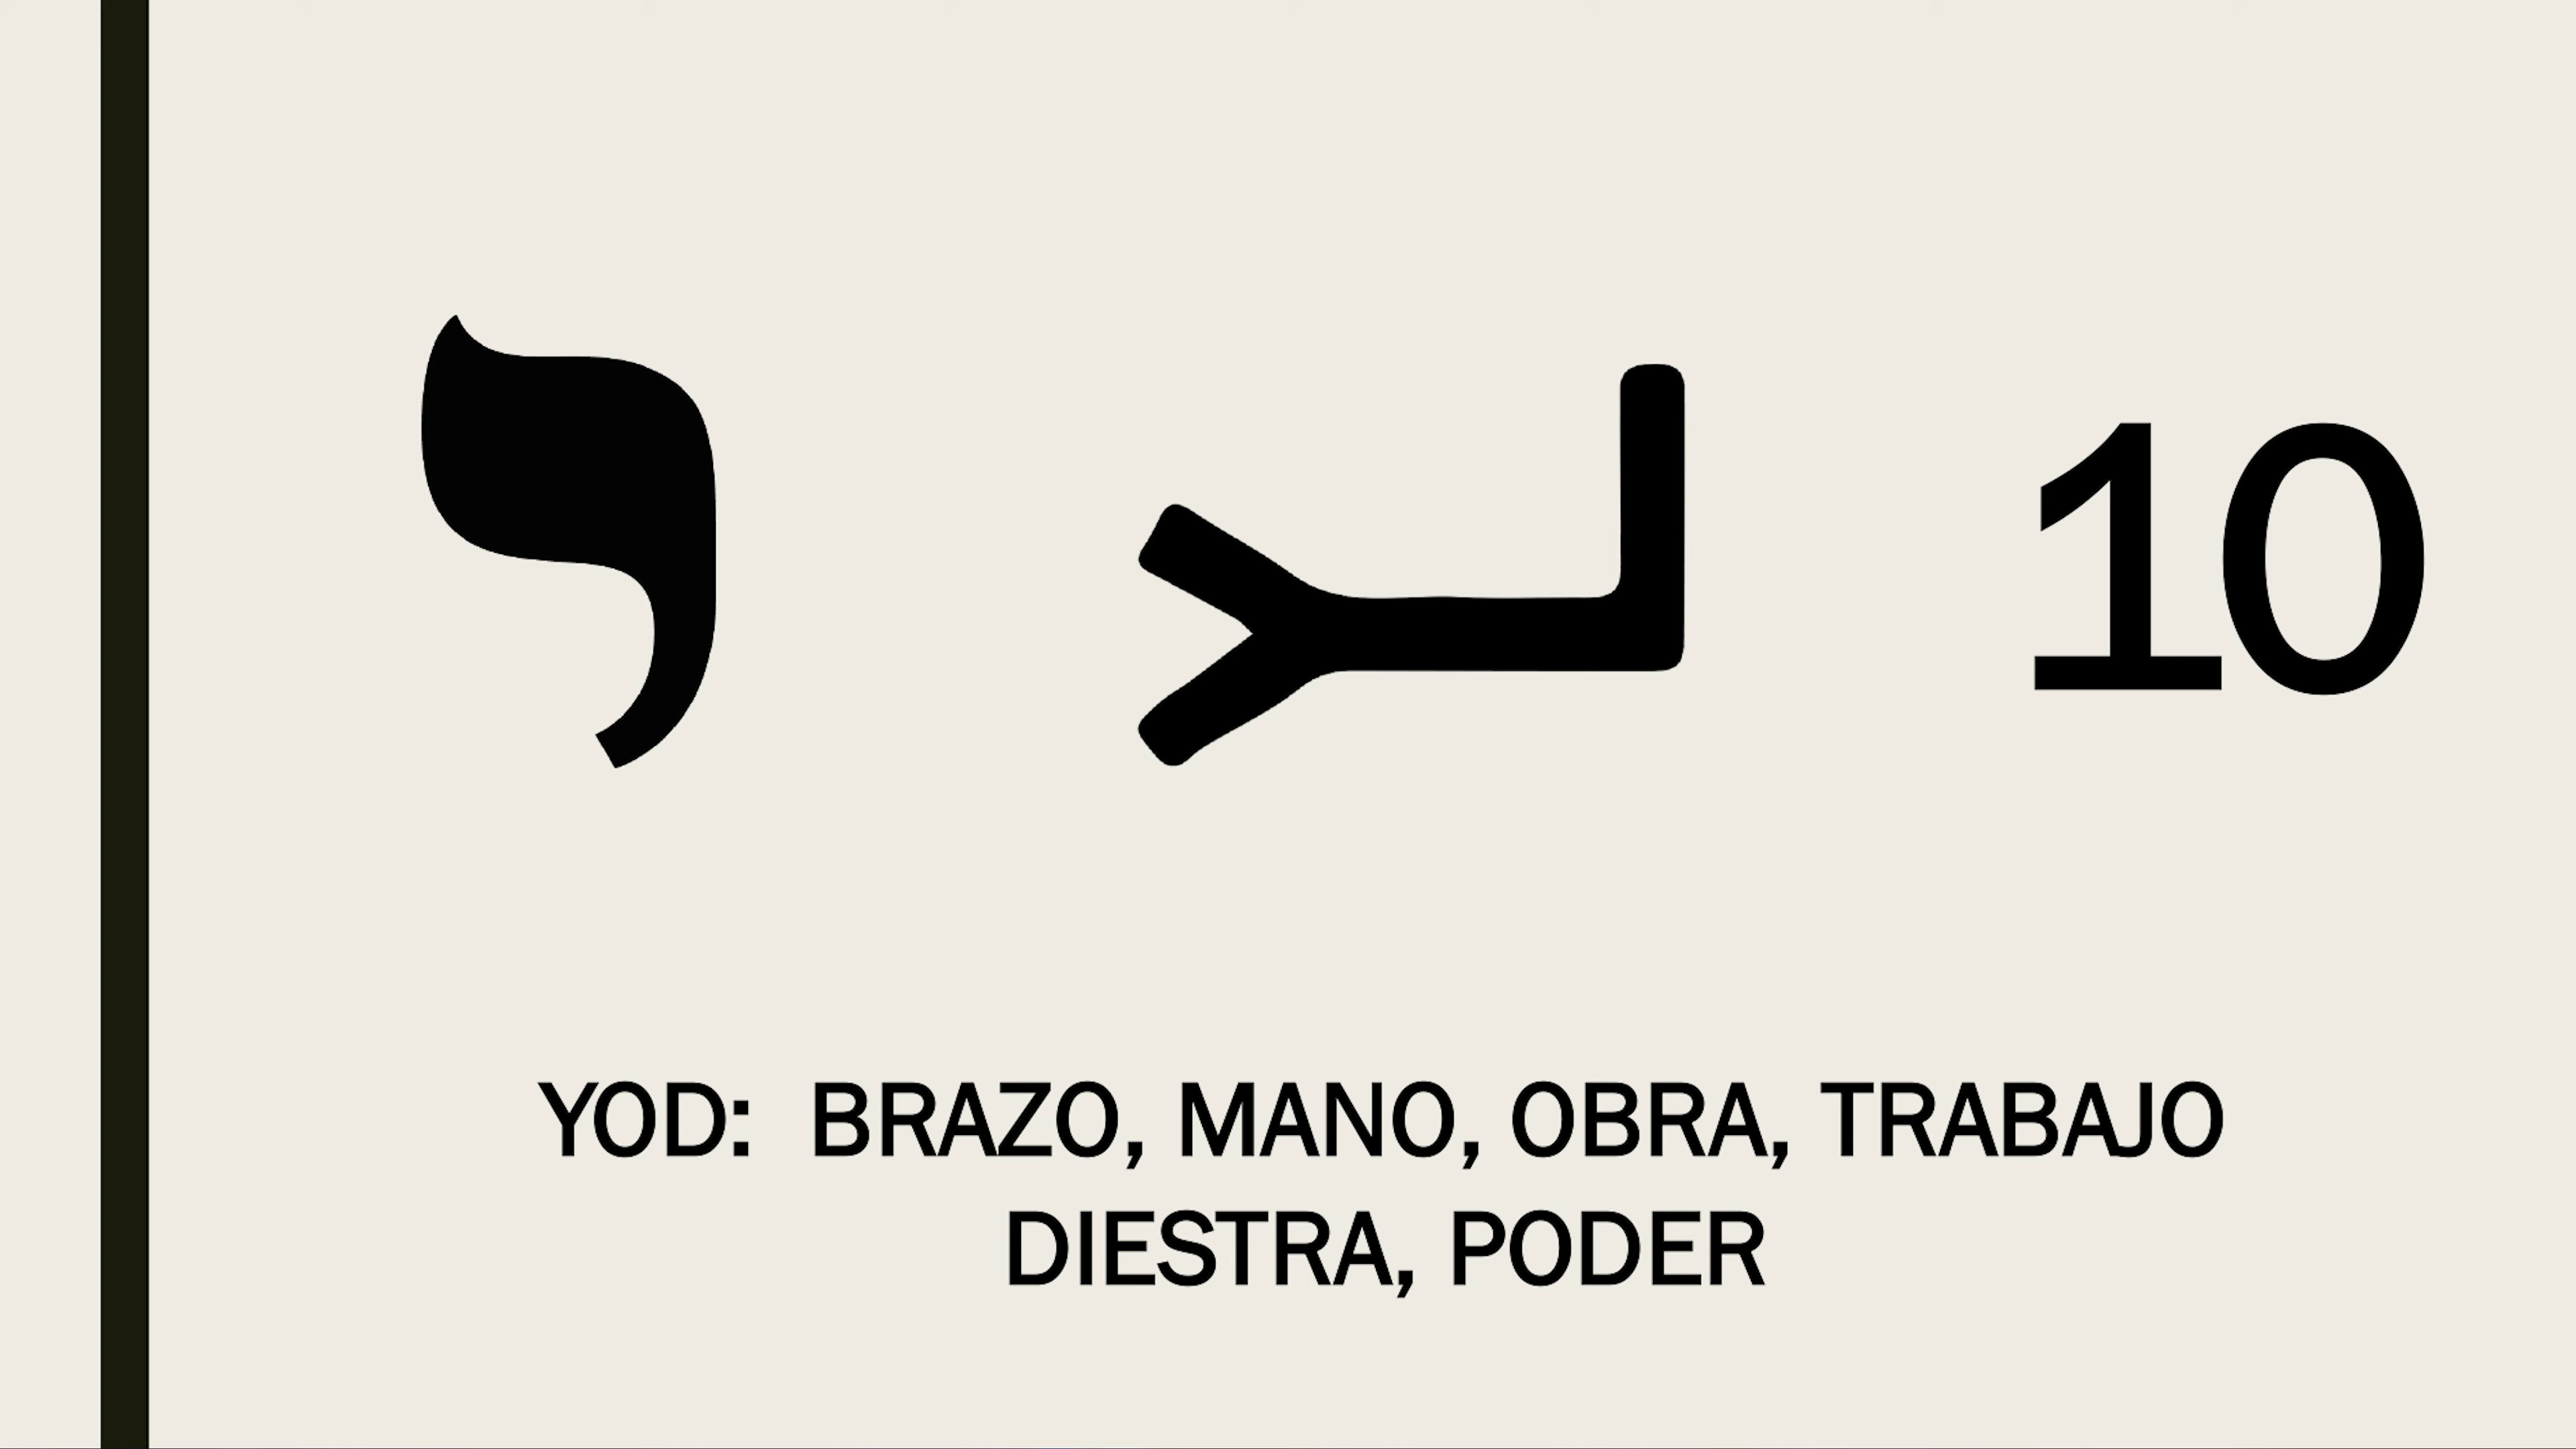 י 10
YOD: BRAZO, MANO, OBRA, TRABAJO
DIESTRA, PODER